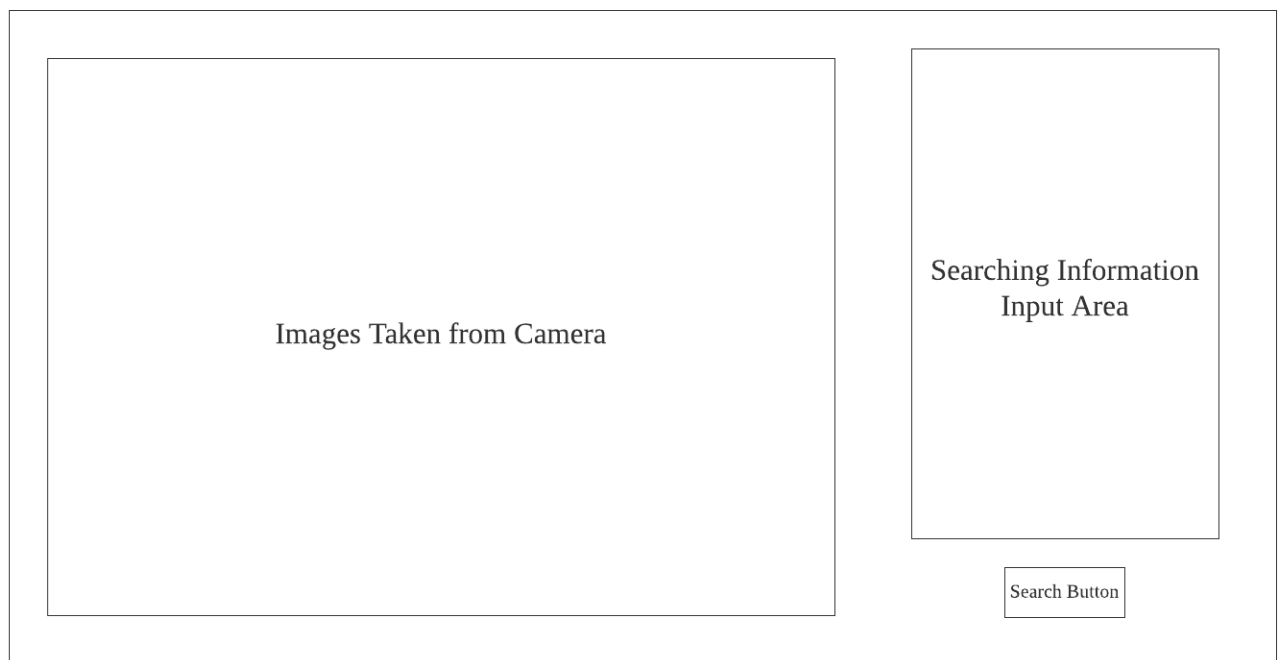 Images Taken from Camera
Searching Information
Input Area
Search Button